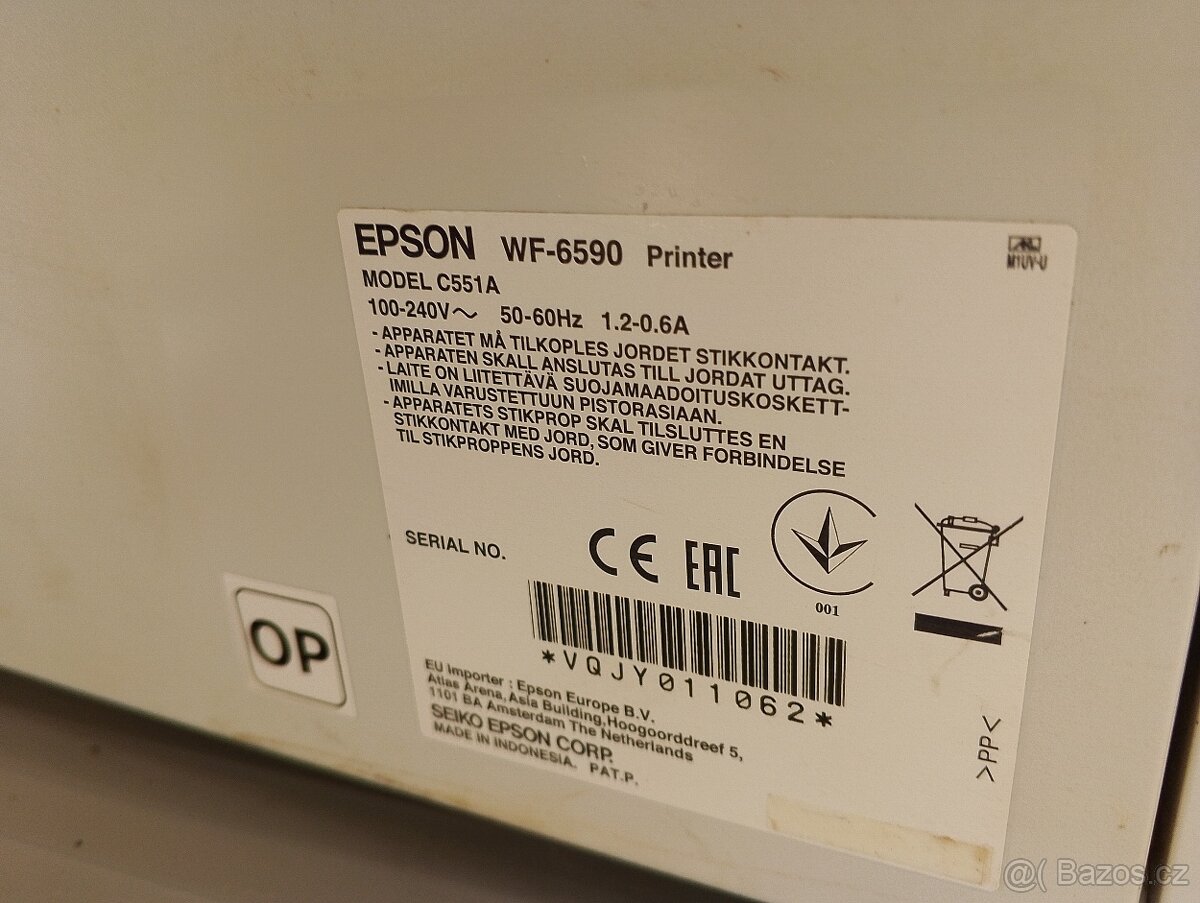 EPSON WF-6590 Printer
MODEL C551A
100-240V～ 50-60Hz 1.2-0.6A
- APPARATET MÅ TILKOPLES JORDET STIKKONTAKT.
- APPARATEN SKALL ANSLUTAS TILL JORDAT UTTAG.
- LAITE ON LIITETTÄVÄ SUOJAMAADOITUSKOSKETT-
IMILLA VARUSTETTUUN PISTORASIAAN.
- APPARATETS STIKPROP SKAL TILSLUTTES EN
STIKKONTAKT MED JORD, SOM GIVER FORBINDELSE
TIL STIKPROPPENS JORD.
M1UV-U
SERIAL NO.
CE EAC
001
*VQJY011062*
OP
EU Importer : Epson Europe B.V.
Atlas Arena, Asia Building, Hoogoorddreef 5,
1101 BA Amsterdam The Netherlands
SEIKO EPSON CORP.
MADE IN INDONESIA. PAT.P.
>PP<
@( Bazos.cz